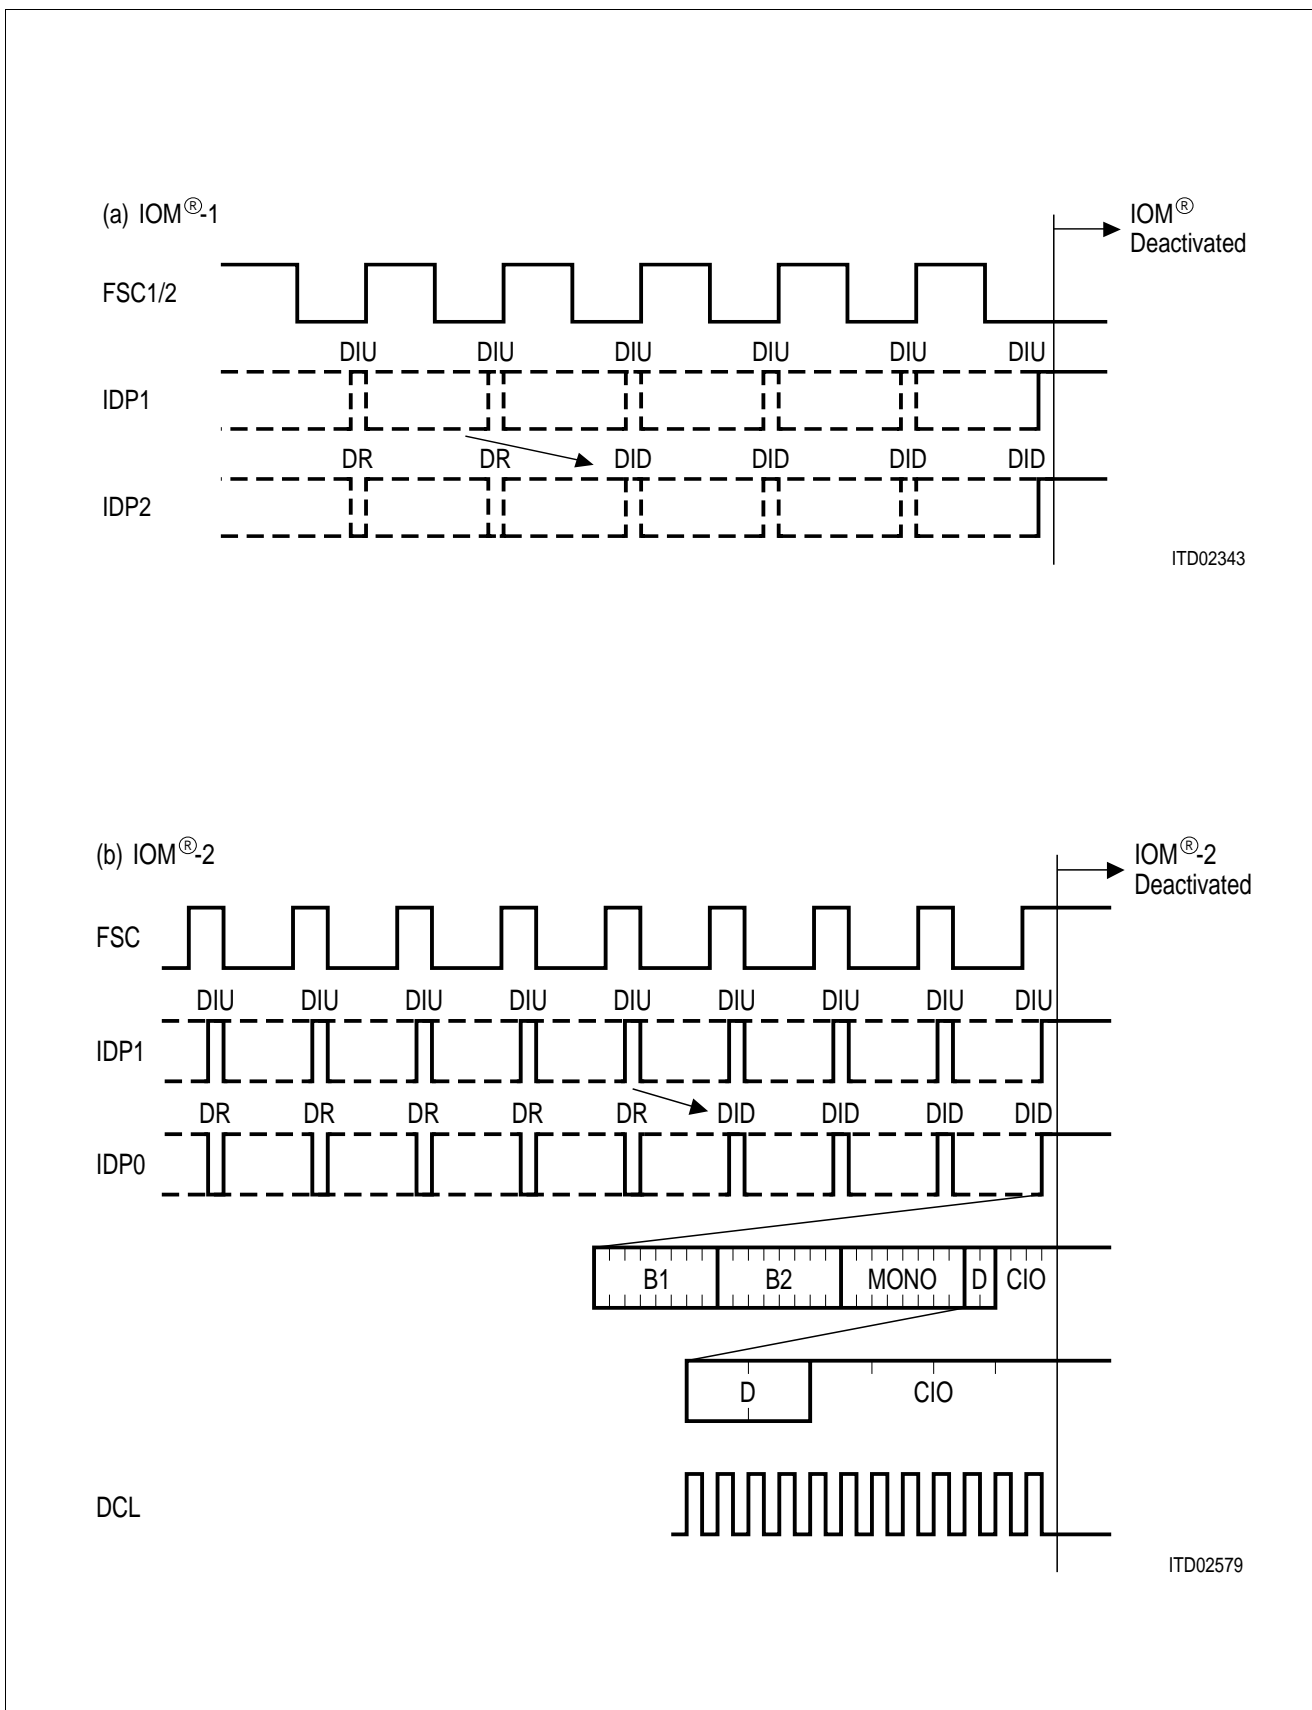 (a) IOM®-1
IOM®
Deactivated
FSC1/2
DIU DIU DIU DIU DIU DIU
IDP1
DR DR DID DID DID DID
IDP2
ITD02343
(b) IOM®-2
IOM®-2
Deactivated
FSC
DIU DIU DIU DIU DIU DIU DIU DIU DIU
IDP1
DR DR DR DR DR DID DID DID DID
IDP0
B1 B2 MONO D CIO
D CIO
DCL
ITD02579